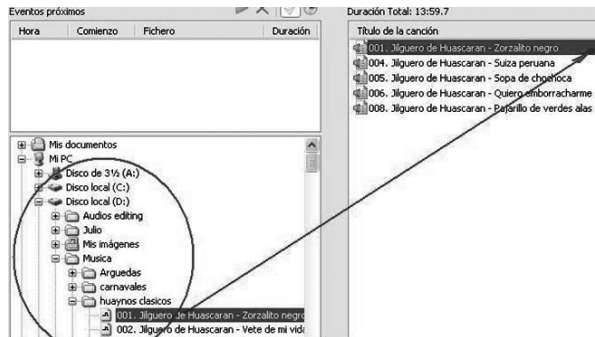 Eventos próximos
Hora Comienzo Fichero Duración
Mis documentos
Mi PC
Disco de 3½ (A:)
Disco local (C:)
Disco local (D:)
Audios editing
Julio
Mis imágenes
Musica
Arguedas
carnavales
huaynos clasicos
001. Jilguero de Huascaran - Zorzalito negro
002. Jilguero de Huascaran - Vete de mi vida
Duración Total: 13:59.7
Título de la canción
001. Jilguero de Huascaran - Zorzalito negro
004. Jilguero de Huascaran - Suiza peruana
005. Jilguero de Huascaran - Sopa de chochoca
006. Jilguero de Huascaran - Quiero emborracharme
008. Jilguero de Huascaran - Pajarillo de verdes alas